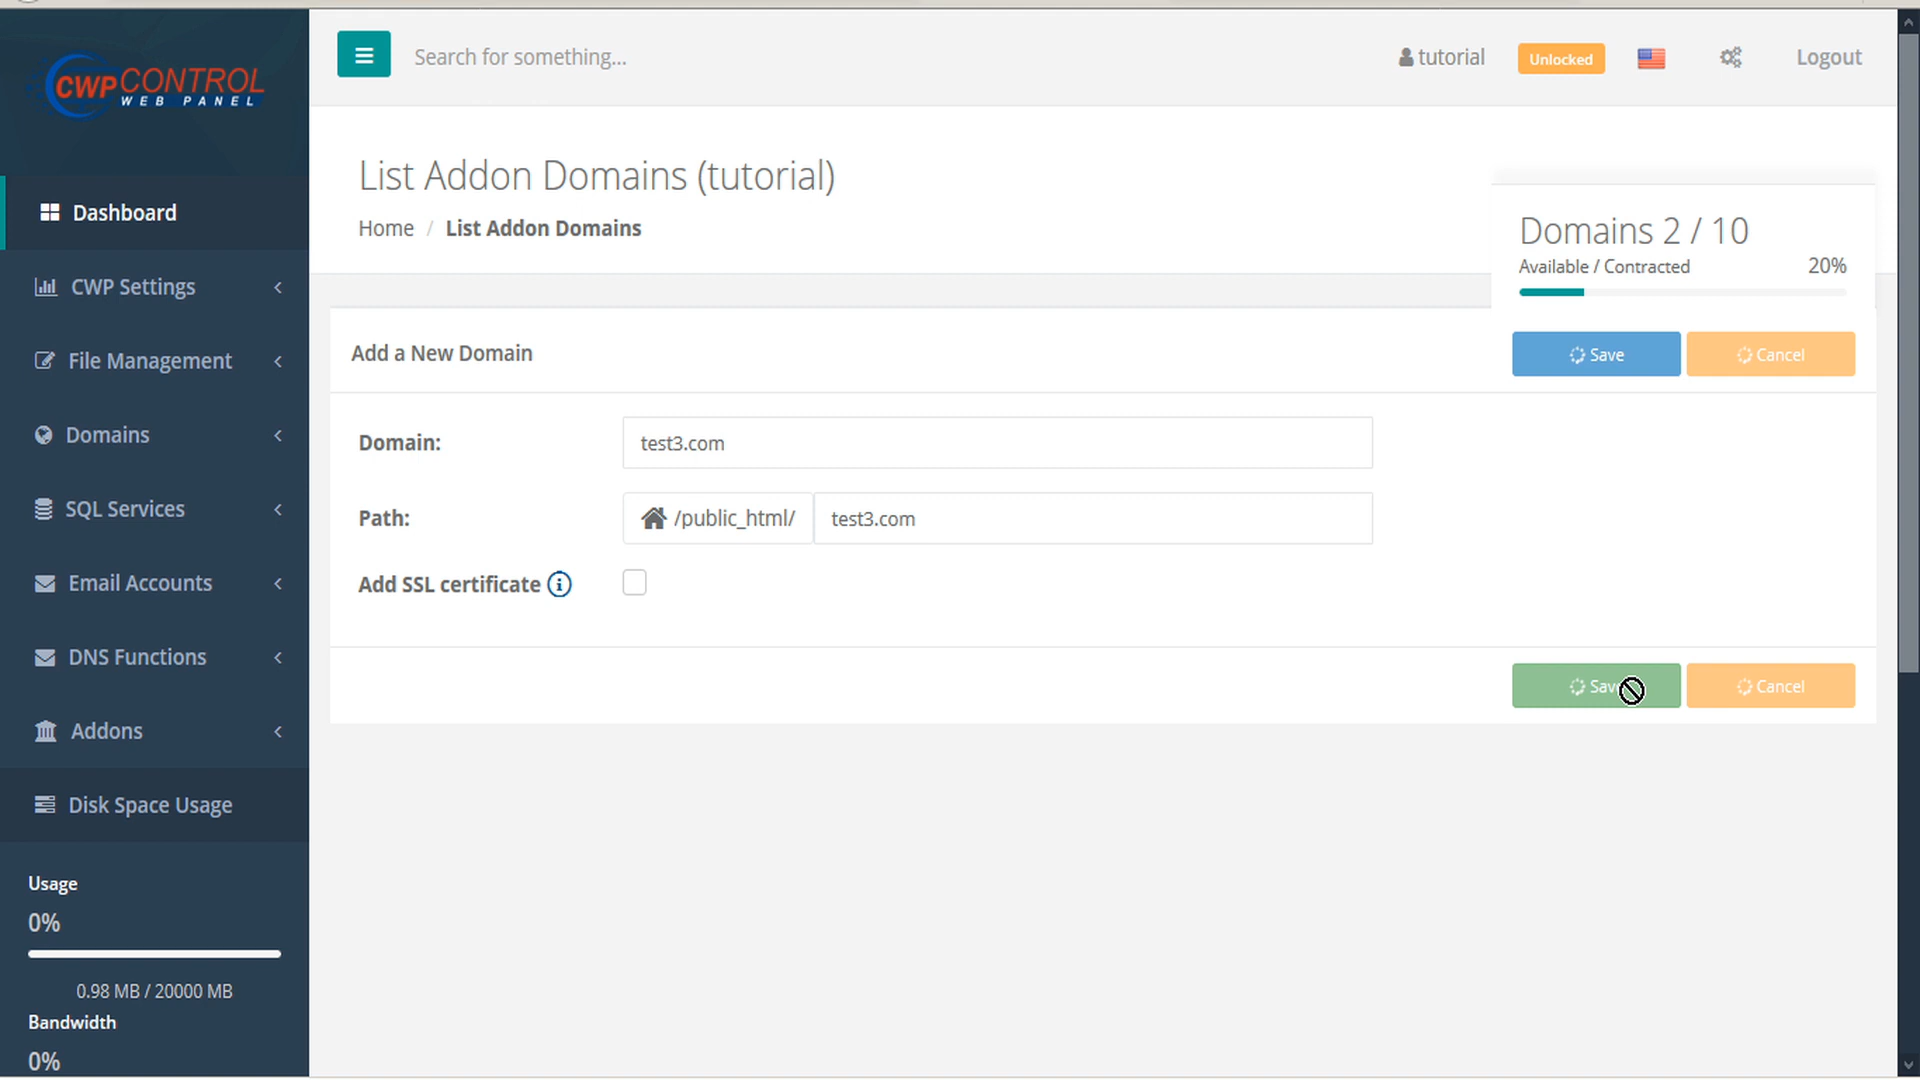 CWP CONTROL
WEB PANEL
Search for something...
tutorial
Unlocked
Logout
Dashboard
CWP Settings
File Management
Domains
SQL Services
Email Accounts
DNS Functions
Addons
Disk Space Usage
Usage
0%
0.98 MB / 20000 MB
Bandwidth
0%
List Addon Domains (tutorial)
Home / List Addon Domains
Domains 2 / 10
Available / Contracted 20%
Add a New Domain
Save
Cancel
Domain: test3.com
Path: /public_html/ test3.com
Add SSL certificate
Cancel